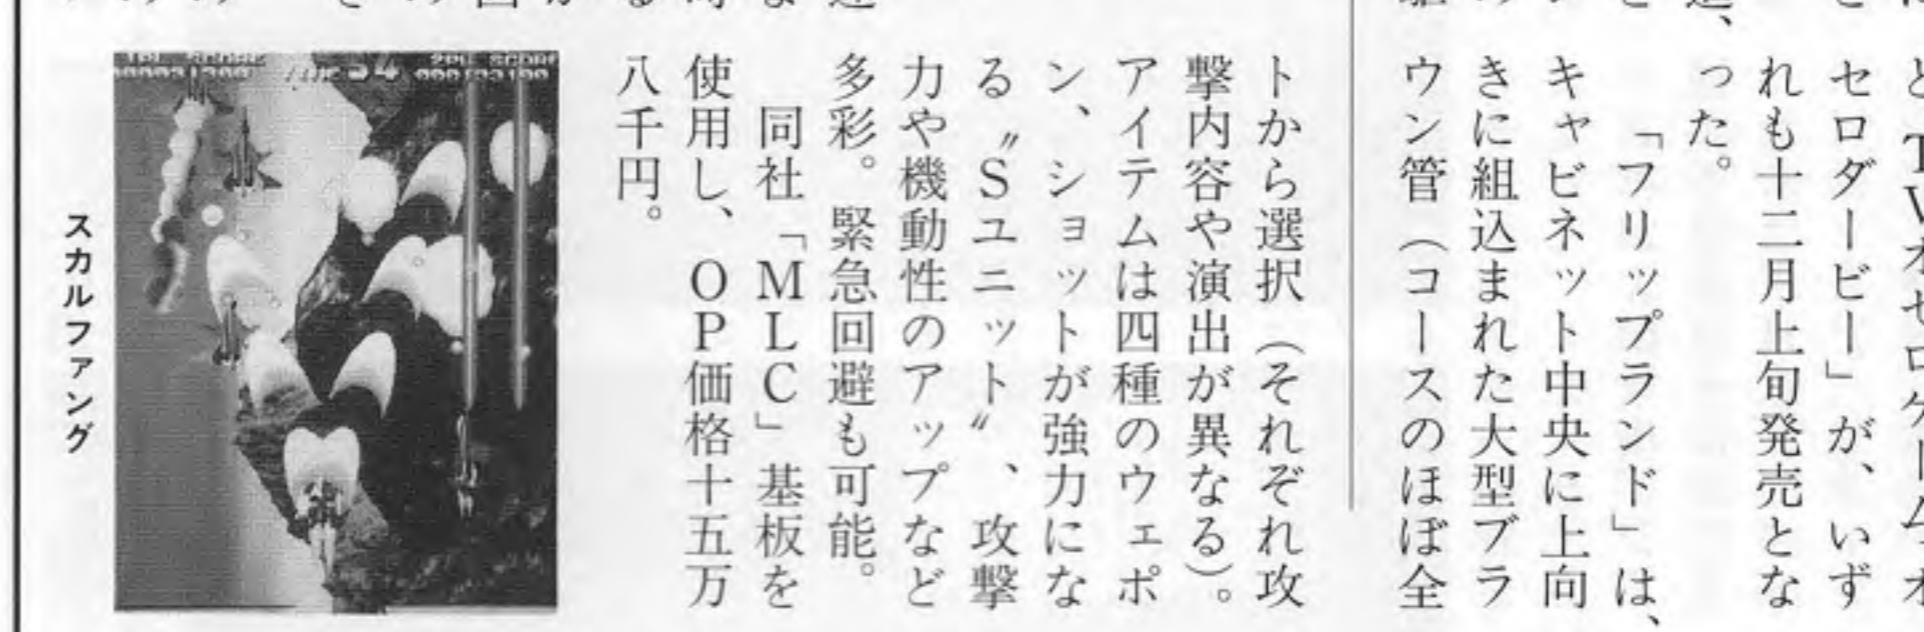 セロダービー」が、いず
れも十二月上旬発売とな
った。
「フリップランド」は、
キャビネット中央に上向
きに組込まれた大型ブラ
ウン管（コースのほぼ全
トから選択（それぞれ攻
撃内容や演出が異なる）。
アイテムは四種のウェポ
ン、ショットが強力にな
る〝Sユニット〟、攻撃
力や機動性のアップなど
多彩。緊急回避も可能。
同社「MLC」基板を
使用し、OP価格十五万
八千円。
1PL SCORE
2PL SCORE
スカルファング